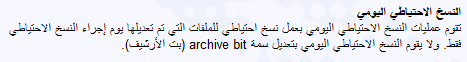 النسخ الاحتياطي اليومي
تقوم عمليات النسخ الاحتياطي اليومي بعمل نسخ احتياطي للملفات التي تم تعديلها يوم إجراء النسخ الاحتياطي
فقط. ولا يقوم النسخ الاحتياطي اليومي بتعديل سمة archive bit (بت الأرشيف).